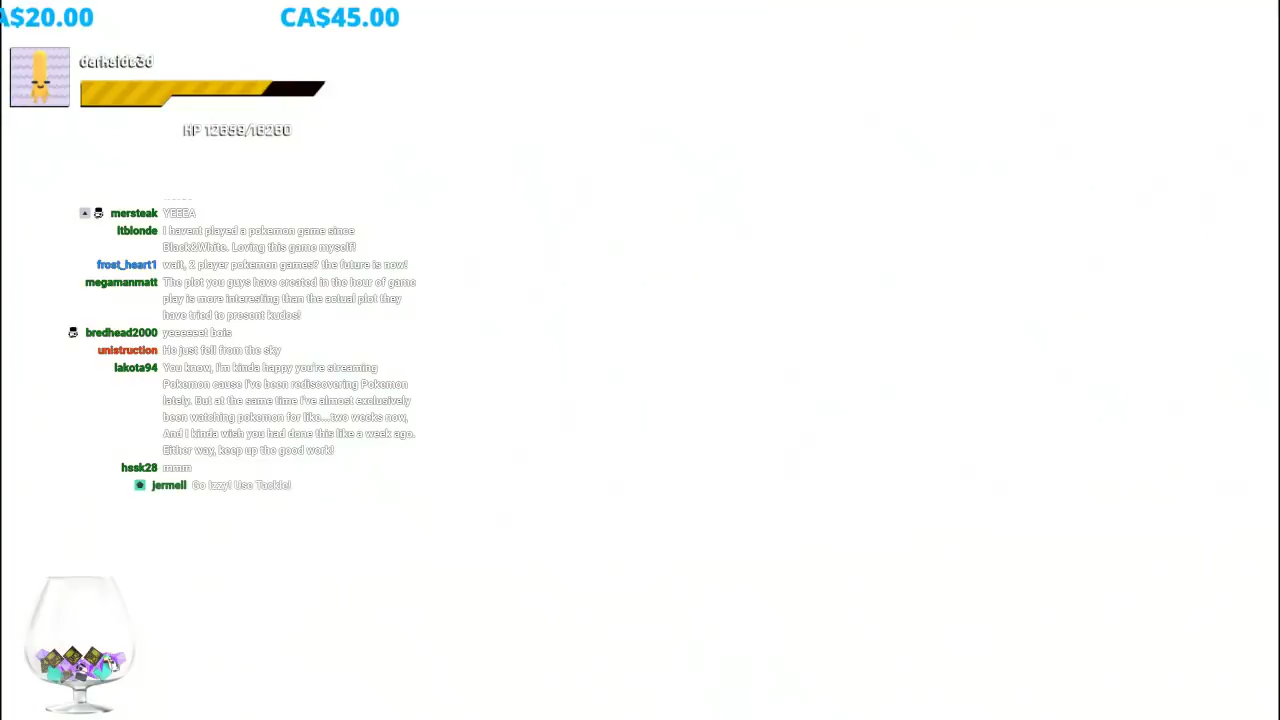 A$20.00 CA$45.00
darkside3d
HP 12859/16280
mersteak YEEEA
ltblonde I havent played a pokemon game since
Black&White. Loving this game myself!
frost_heart1 wait, 2 player pokemon games? the future is now!
megamanmatt The plot you guys have created in the hour of game
play is more interesting than the actual plot they
have tried to present kudos!
bredhead2000 yeeeeeet bois
unistruction He just fell from the sky
lakota94 You know, I'm kinda happy you're streaming
Pokemon cause I've been rediscovering Pokemon
lately. But at the same time I've almost exclusively
been watching pokemon for like...two weeks now,
And I kinda wish you had done this like a week ago.
Either way, keep up the good work!
hssk28 mmm
jermell Go Izzy! Use Tackle!